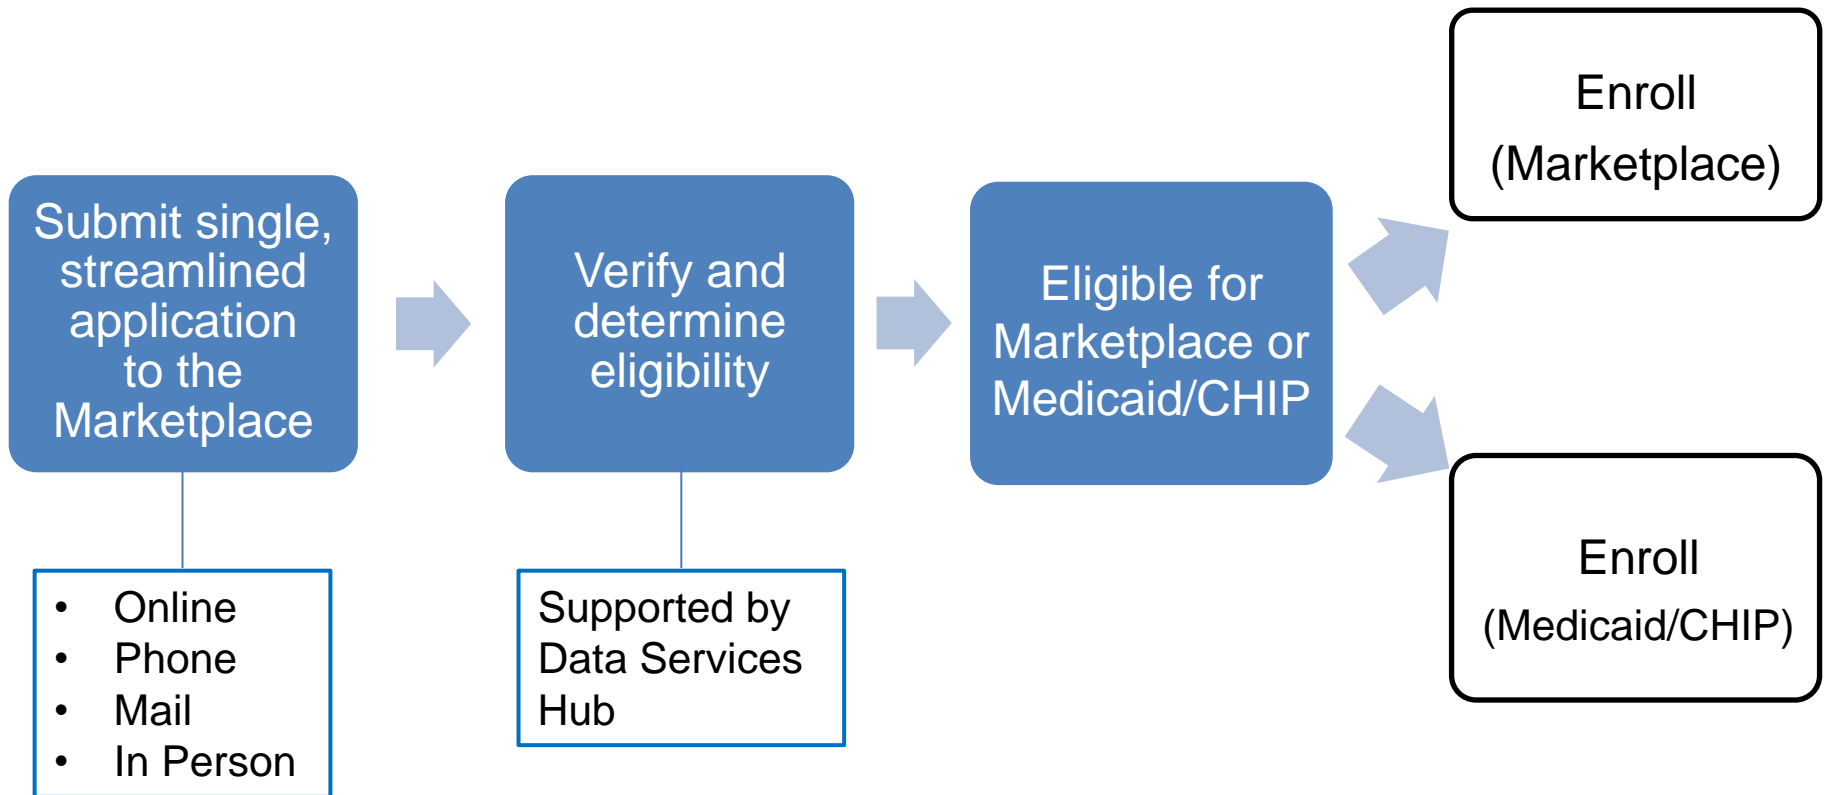 Submit single,
streamlined
application
to the
Marketplace
• Online
• Phone
• Mail
• In Person
Verify and
determine
eligibility
Supported by
Data Services
Hub
Eligible for
Marketplace or
Medicaid/CHIP
Enroll
(Marketplace)
Enroll
(Medicaid/CHIP)